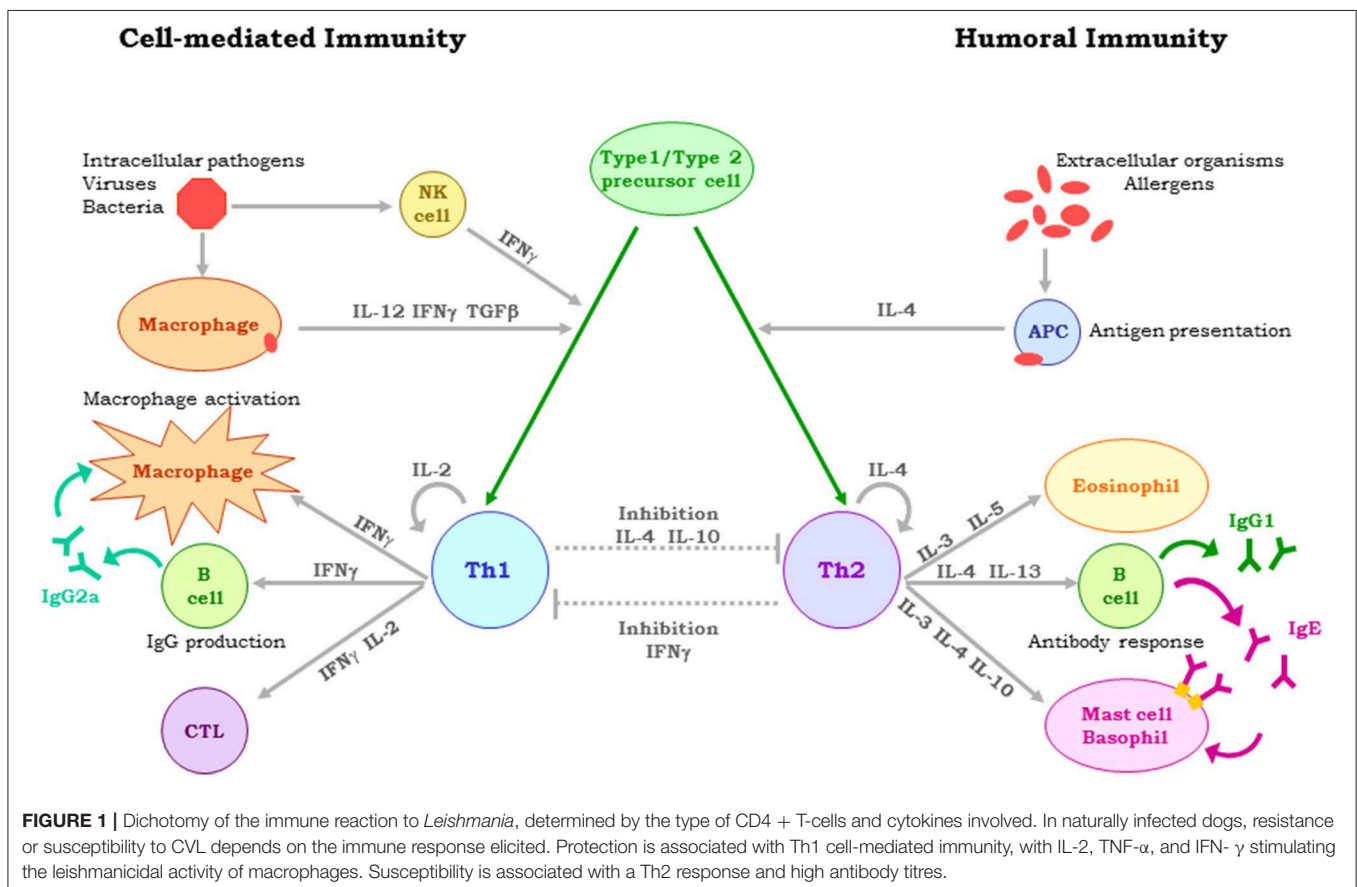 Cell-mediated Immunity
Humoral Immunity
Type1/Type 2
precursor cell
Intracellular pathogens
Viruses
Bacteria
NK
cell
IFNγ
Extracellular organisms
Allergens
Macrophage
IL-12 IFNγ TGFβ
IL-4
APC
Antigen presentation
Macrophage activation
Macrophage
IL-2
IL-4
IFNγ
Th1
Inhibition
IL-4 IL-10
Inhibition
IFNγ
Th2
IL-3 IL-5
Eosinophil
IgG1
IgG2a
B
cell
IFNγ
IgG production
IL-4 IL-13
B
cell
Antibody response
IgE
IFNγ IL-2
CTL
IL-3 IL-4 IL-10
Mast cell
Basophil
FIGURE 1 | Dichotomy of the immune reaction to Leishmania, determined by the type of CD4 + T-cells and cytokines involved. In naturally infected dogs, resistance
or susceptibility to CVL depends on the immune response elicited. Protection is associated with Th1 cell-mediated immunity, with IL-2, TNF-α, and IFN- γ stimulating
the leishmanicidal activity of macrophages. Susceptibility is associated with a Th2 response and high antibody titres.